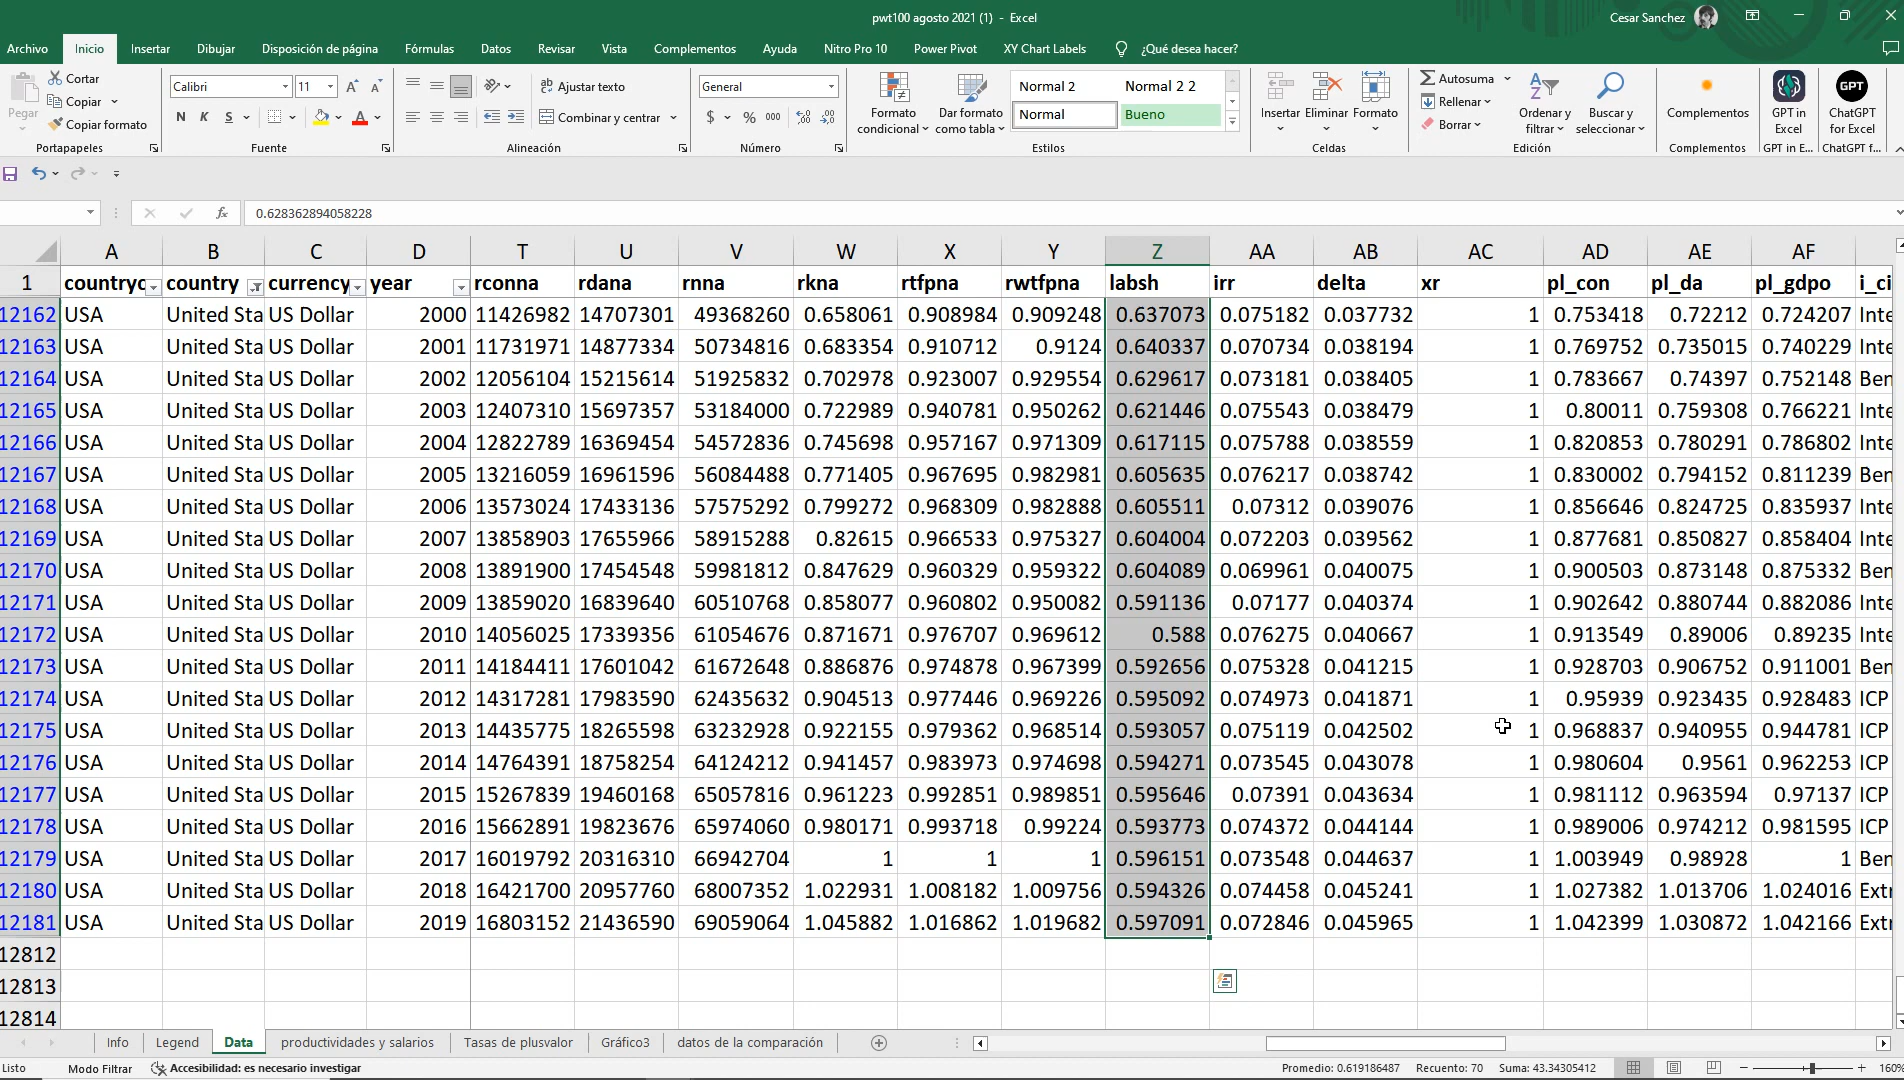 pwt100 agosto 2021 (1) - Excel
Cesar Sanchez
Archivo Inicio Insertar Dibujar Disposición de página Fórmulas Datos Revisar Vista Complementos Ayuda Nitro Pro 10 Power Pivot XY Chart Labels ¿Qué desea hacer?
Pegar
Cortar
Copiar
Copiar formato
Portapapeles
Calibri 11
N K S
Fuente
Ajustar texto
Combinar y centrar
Alineación
General
$ % 000
Número
Formato condicional
Dar formato como tabla
Normal 2 Normal 2 2
Normal Bueno
Estilos
Insertar Eliminar Formato
Celdas
Autosuma
Rellenar
Borrar
Ordenar y filtrar
Buscar y seleccionar
Edición
Complementos
Complementos
GPT in Excel
GPT in E...
GPT
ChatGPT for Excel
ChatGPT f...
fx 0.628362894058228
A B C D T U V W X Y Z AA AB AC AD AE AF
1 countryc country currency year rconna rdana rnna rkna rtfpna rwtfpna labsh irr delta xr pl_con pl_da pl_gdpo i_ci
12162 USA United Sta US Dollar 2000 11426982 14707301 49368260 0.658061 0.908984 0.909248 0.637073 0.075182 0.037732 1 0.753418 0.72212 0.724207 Inte
12163 USA United Sta US Dollar 2001 11731971 14877334 50734816 0.683354 0.910712 0.9124 0.640337 0.070734 0.038194 1 0.769752 0.735015 0.740229 Inte
12164 USA United Sta US Dollar 2002 12056104 15215614 51925832 0.702978 0.923007 0.929554 0.629617 0.073181 0.038405 1 0.783667 0.74397 0.752148 Ben
12165 USA United Sta US Dollar 2003 12407310 15697357 53184000 0.722989 0.940781 0.950262 0.621446 0.075543 0.038479 1 0.80011 0.759308 0.766221 Inte
12166 USA United Sta US Dollar 2004 12822789 16369454 54572836 0.745698 0.957167 0.971309 0.617115 0.075788 0.038559 1 0.820853 0.780291 0.786802 Inte
12167 USA United Sta US Dollar 2005 13216059 16961596 56084488 0.771405 0.967695 0.982981 0.605635 0.076217 0.038742 1 0.830002 0.794152 0.811239 Ben
12168 USA United Sta US Dollar 2006 13573024 17433136 57575292 0.799272 0.968309 0.982888 0.605511 0.07312 0.039076 1 0.856646 0.824725 0.835937 Inte
12169 USA United Sta US Dollar 2007 13858903 17655966 58915288 0.82615 0.966533 0.975327 0.604004 0.072203 0.039562 1 0.877681 0.850827 0.858404 Inte
12170 USA United Sta US Dollar 2008 13891900 17454548 59981812 0.847629 0.960329 0.959322 0.604089 0.069961 0.040075 1 0.900503 0.873148 0.875332 Ben
12171 USA United Sta US Dollar 2009 13859020 16839640 60510768 0.858077 0.960802 0.950082 0.591136 0.07177 0.040374 1 0.902642 0.880744 0.882086 Inte
12172 USA United Sta US Dollar 2010 14056025 17339356 61054676 0.871671 0.976707 0.969612 0.588 0.076275 0.040667 1 0.913549 0.89006 0.89235 Inte
12173 USA United Sta US Dollar 2011 14184411 17601042 61672648 0.886876 0.974878 0.967399 0.592656 0.075328 0.041215 1 0.928703 0.906752 0.911001 Ben
12174 USA United Sta US Dollar 2012 14317281 17983590 62435632 0.904513 0.977446 0.969226 0.595092 0.074973 0.041871 1 0.95939 0.923435 0.928483 ICP
12175 USA United Sta US Dollar 2013 14435775 18265598 63232928 0.922155 0.979362 0.968514 0.593057 0.075119 0.042502 1 0.968837 0.940955 0.944781 ICP
12176 USA United Sta US Dollar 2014 14764391 18758254 64124212 0.941457 0.983973 0.974698 0.594271 0.073545 0.043078 1 0.980604 0.9561 0.962253 ICP
12177 USA United Sta US Dollar 2015 15267839 19460168 65057816 0.961223 0.992851 0.989851 0.595646 0.07391 0.043634 1 0.981112 0.963594 0.97137 ICP
12178 USA United Sta US Dollar 2016 15662891 19823676 65974060 0.980171 0.993718 0.99224 0.593773 0.074372 0.044144 1 0.989006 0.974212 0.981595 ICP
12179 USA United Sta US Dollar 2017 16019792 20316310 66942704 1 1 1 0.596151 0.073548 0.044637 1 1.003949 0.98928 1 Ben
12180 USA United Sta US Dollar 2018 16421700 20957760 68007352 1.022931 1.008182 1.009756 0.594326 0.074458 0.045241 1 1.027382 1.013706 1.024016 Extr
12181 USA United Sta US Dollar 2019 16803152 21436590 69059064 1.045882 1.016862 1.019682 0.597091 0.072846 0.045965 1 1.042399 1.030872 1.042166 Extr
12812
12813
12814
Info Legend Data productividades y salarios Tasas de plusvalor Gráfico3 datos de la comparación
Listo Modo Filtrar Accesibilidad: es necesario investigar Promedio: 0.619186487 Recuento: 70 Suma: 43.34305412 160%